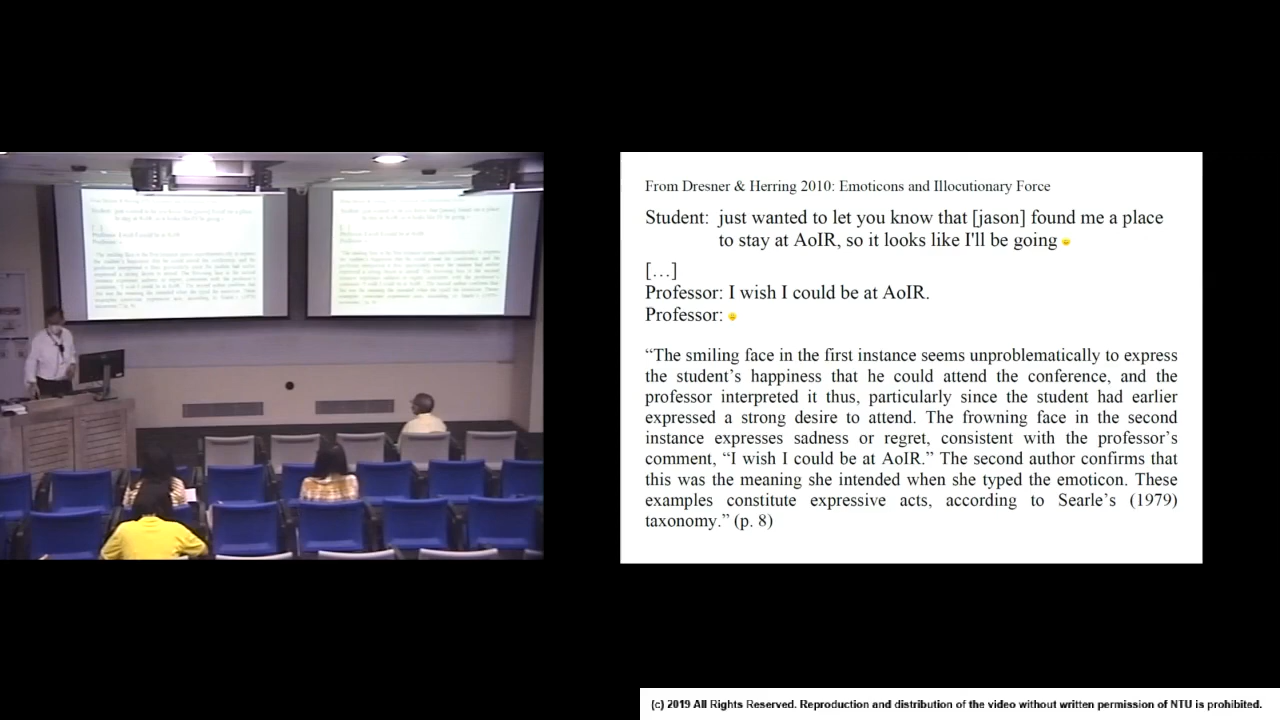 From Dresner & Herring 2010: Emoticons and Illocutionary Force
Student: just wanted to let you know that [jason] found me a place
to stay at AoIR, so it looks like I'll be going
[...]
Professor: I wish I could be at AoIR.
Professor:
“The smiling face in the first instance seems unproblematically to express
the student’s happiness that he could attend the conference, and the
professor interpreted it thus, particularly since the student had earlier
expressed a strong desire to attend. The frowning face in the second
instance expresses sadness or regret, consistent with the professor’s
comment, “I wish I could be at AoIR.” The second author confirms that
this was the meaning she intended when she typed the emoticon. These
examples constitute expressive acts, according to Searle’s (1979)
taxonomy.” (p. 8)
(c) 2019 All Rights Reserved. Reproduction and distribution of the video without written permission of NTU is prohibited.